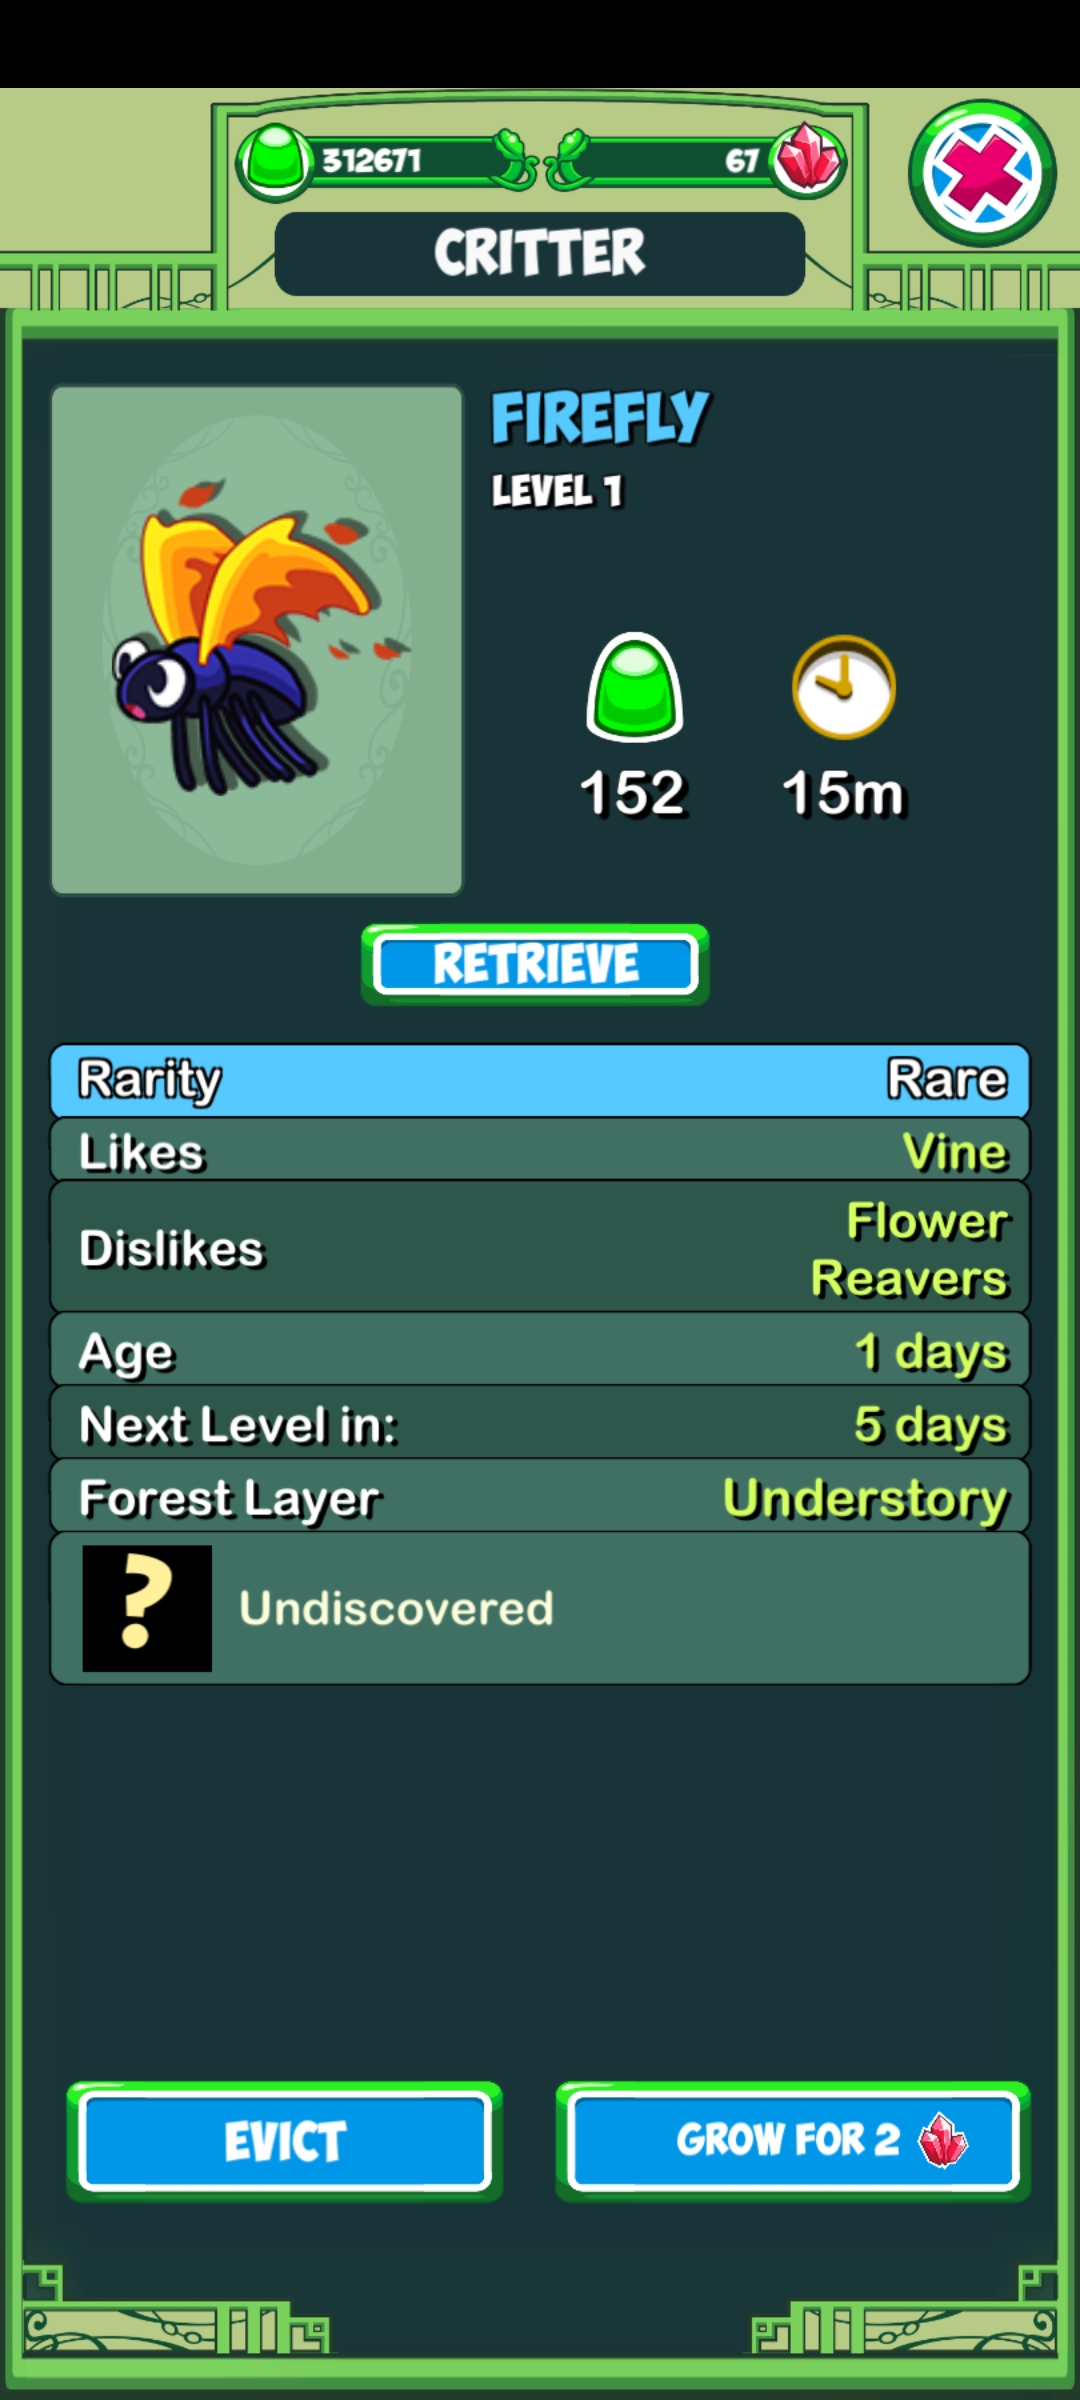 312671
67
CRITTER
FIREFLY
LEVEL 1
152
15m
RETRIEVE
Rarity Rare
Likes Vine
Dislikes Flower
Reavers
Age 1 days
Next Level in: 5 days
Forest Layer Understory
? Undiscovered
EVICT
GROW FOR 2